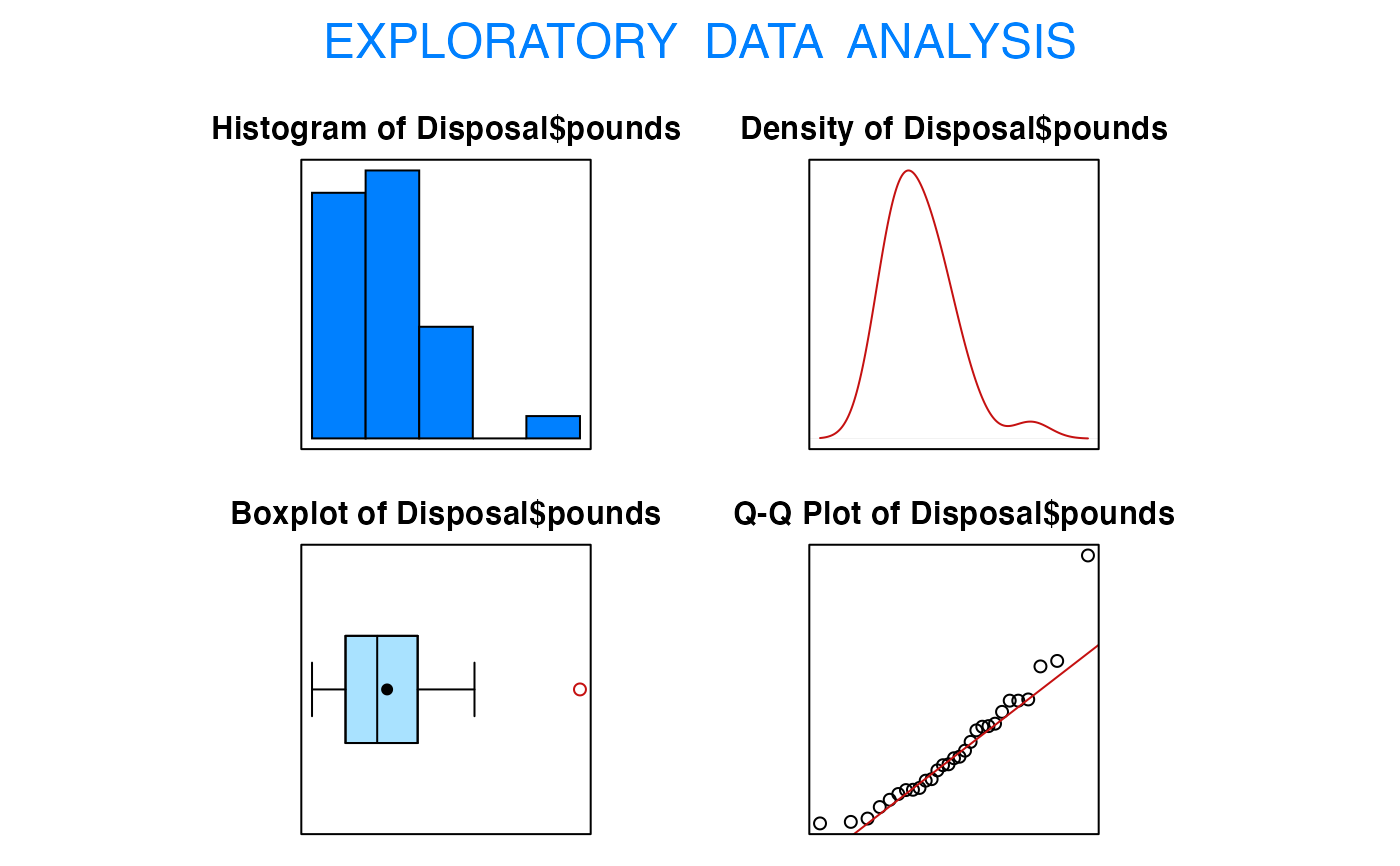 EXPLORATORY DATA ANALYSIS
Histogram of Disposal$pounds
Density of Disposal$pounds
Boxplot of Disposal$pounds
Q-Q Plot of Disposal$pounds